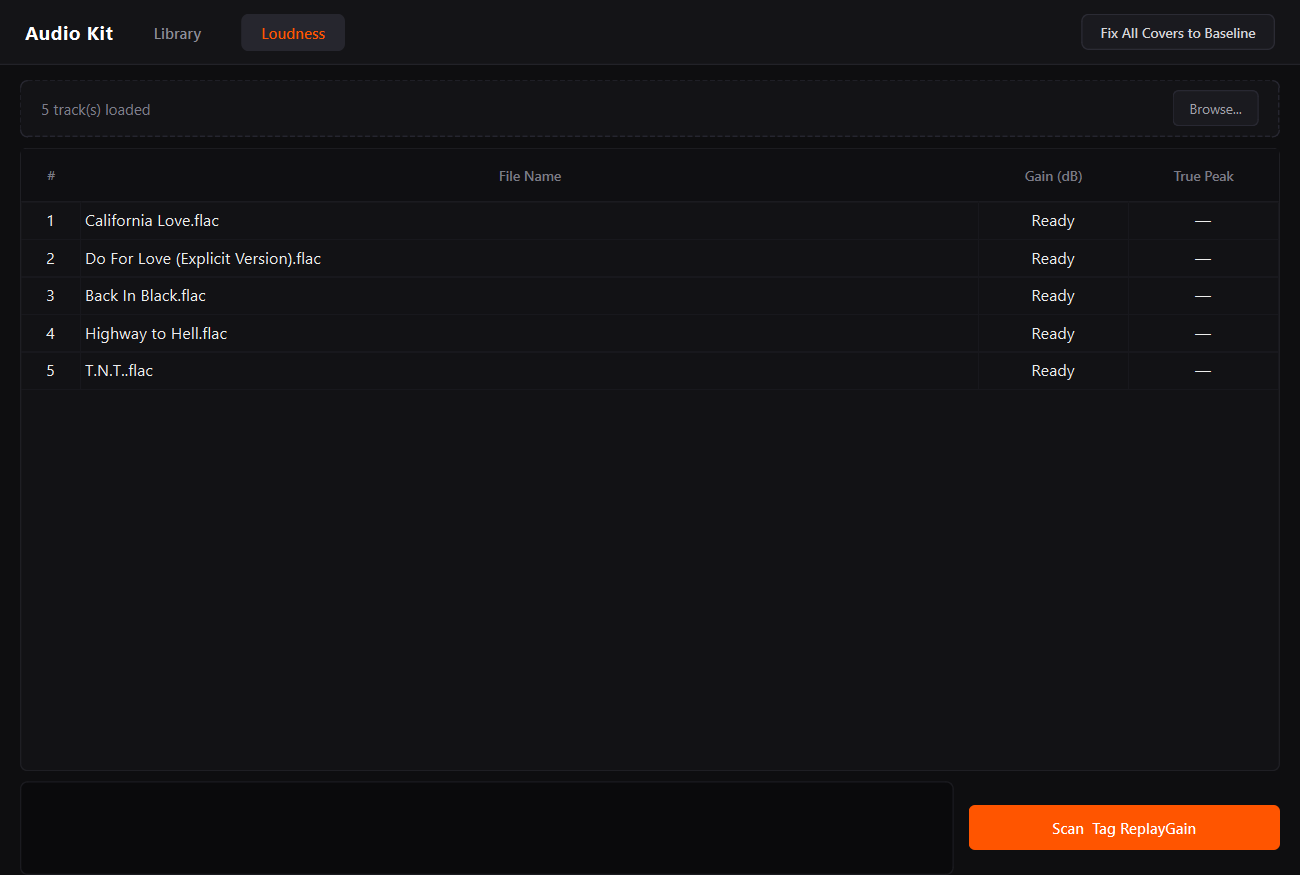 Audio Kit Library Loudness Fix All Covers to Baseline
5 track(s) loaded Browse...
# File Name Gain (dB) True Peak
1 California Love.flac Ready —
2 Do For Love (Explicit Version).flac Ready —
3 Back In Black.flac Ready —
4 Highway to Hell.flac Ready —
5 T.N.T..flac Ready —
Scan  Tag ReplayGain